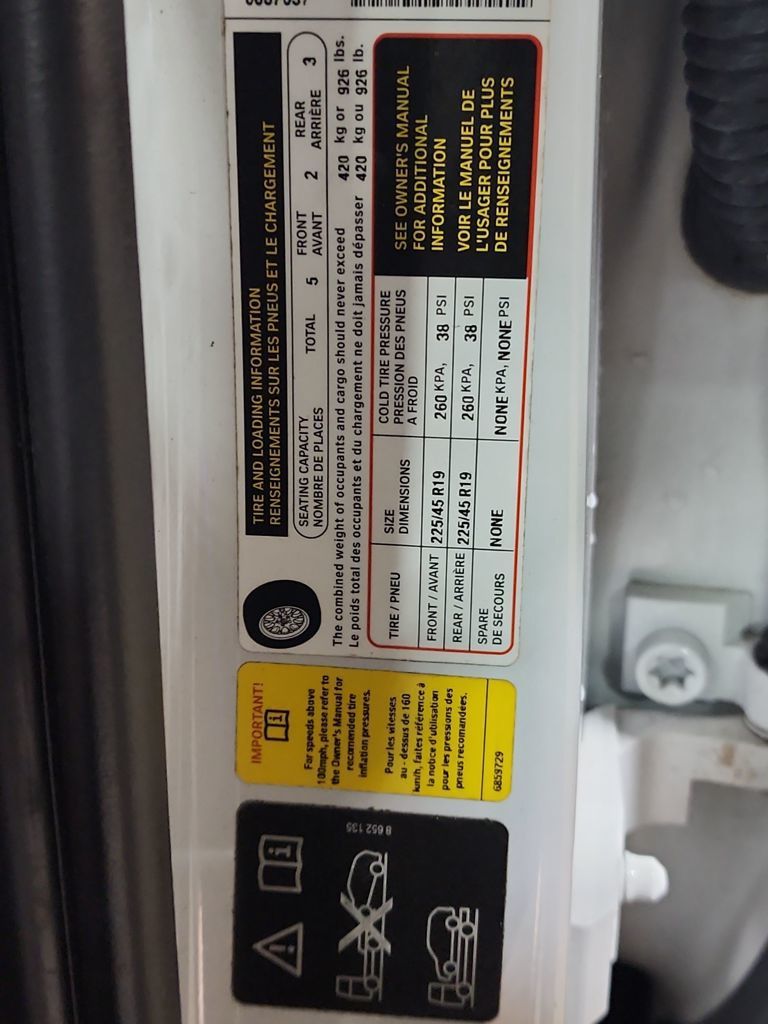 TIRE AND LOADING INFORMATION
RENSEIGNEMENTS SUR LES PNEUS ET LE CHARGEMENT
SEATING CAPACITY
NOMBRE DE PLACES
TOTAL 5
FRONT
AVANT
2
REAR
ARRIÈRE
3
The combined weight of occupants and cargo should never exceed 420 kg or 926 lbs.
Le poids total des occupants et du chargement ne doit jamais dépasser 420 kg ou 926 lb.
TIRE / PNEU
SIZE
DIMENSIONS
COLD TIRE PRESSURE
PRESSION DES PNEUS
A FROID
FRONT / AVANT 225/45 R19 260 KPA, 38 PSI
REAR / ARRIÈRE 225/45 R19 260 KPA, 38 PSI
SPARE
DE SECOURS
NONE NONE KPA, NONE PSI
SEE OWNER'S MANUAL
FOR ADDITIONAL
INFORMATION
VOIR LE MANUEL DE
L'USAGER POUR PLUS
DE RENSEIGNEMENTS
IMPORTANT!
For speeds above
100mph, please refer to
the Owner's Manual for
recommended tire
inflation pressures.
Pour les vitesses
au - dessus de 160
km/h, faites référence à
la notice d'utilisation
pour les pressions des
pneus recomandées.
6859729
8 652 135